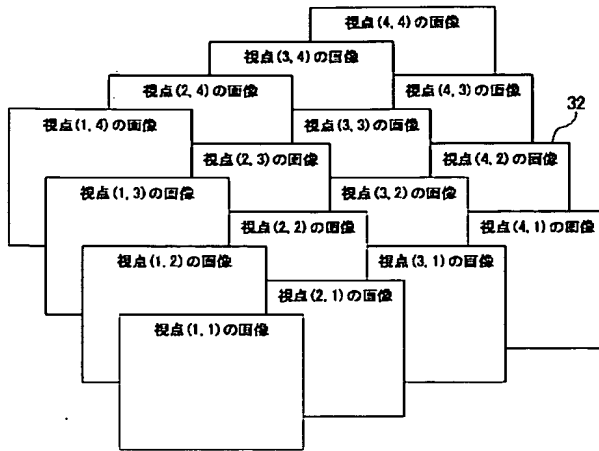 視点(4,4)の画像
視点(3,4)の画像
視点(2,4)の画像
視点(4,3)の画像
32
視点(1,4)の画像
視点(3,3)の画像
視点(2,3)の画像
視点(4,2)の画像
視点(1,3)の画像
視点(3,2)の画像
視点(2,2)の画像
視点(4,1)の画像
視点(1,2)の画像
視点(3,1)の画像
視点(2,1)の画像
視点(1,1)の画像